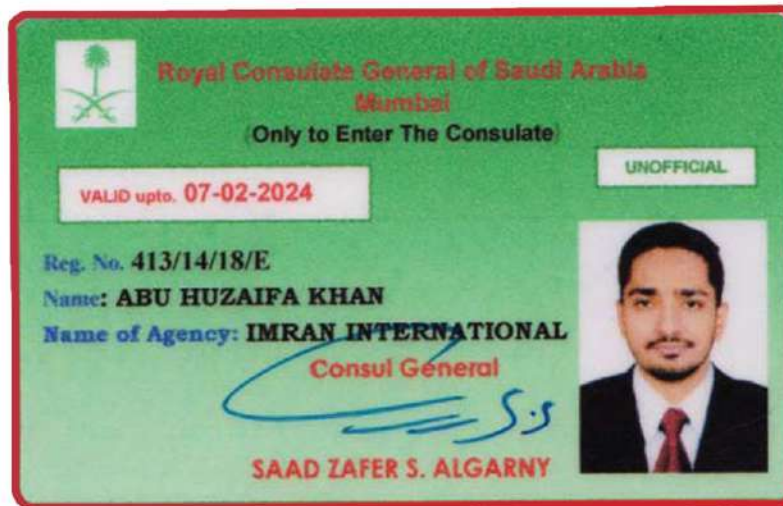 Royal Consulate General of Saudi Arabia
Mumbai
(Only to Enter The Consulate)
UNOFFICIAL
VALID upto. 07-02-2024
Reg. No. 413/14/18/E
Name: ABU HUZAIFA KHAN
Name of Agency: IMRAN INTERNATIONAL
Consul General
SAAD ZAFER S. ALGARNY